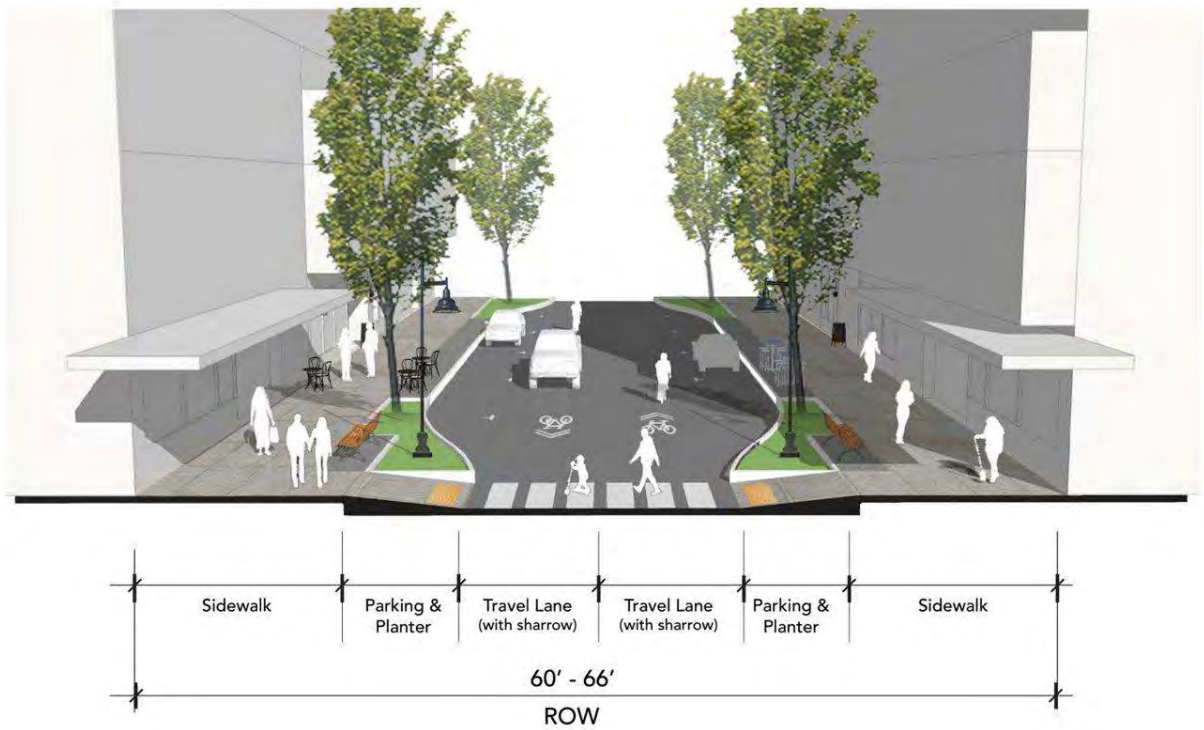 Sidewalk
Parking &
Planter
Travel Lane
(with sharrow)
Travel Lane
(with sharrow)
Parking &
Planter
Sidewalk
60' - 66'
ROW